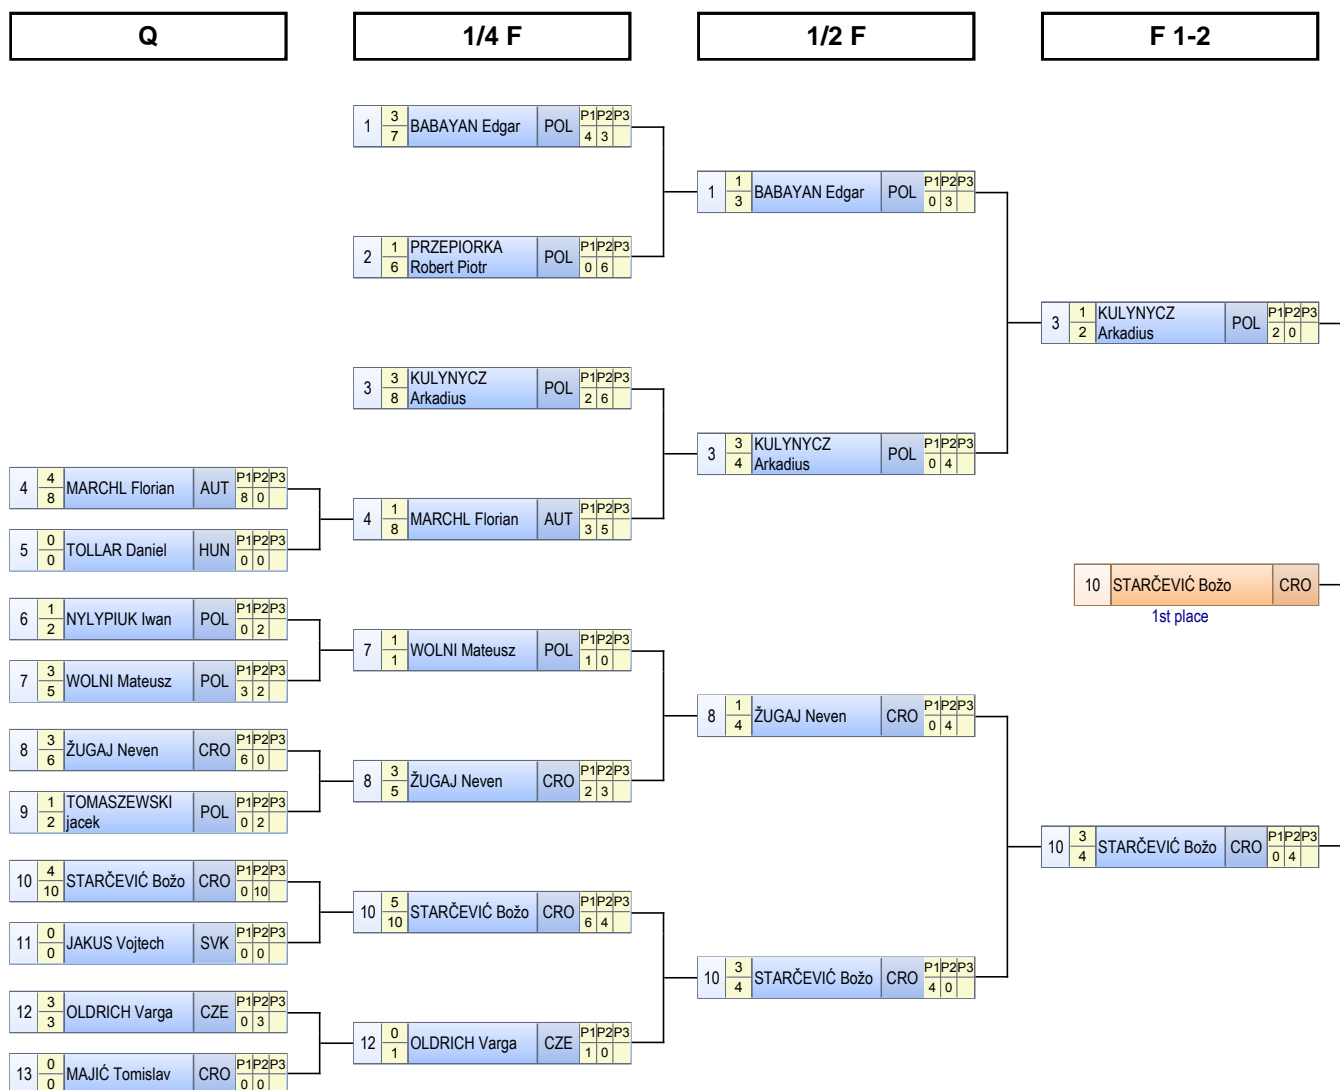 Q
1/4 F
1/2 F
F 1-2
1 3 7 BABAYAN Edgar POL P1 P2 P3 4 3
2 1 6 PRZEPIORKA Robert Piotr POL P1 P2 P3 0 6
3 3 8 KULYNYCZ Arkadius POL P1 P2 P3 2 6
4 1 8 MARCHL Florian AUT P1 P2 P3 3 5
7 1 1 WOLNI Mateusz POL P1 P2 P3 1 0
8 3 5 ŽUGAJ Neven CRO P1 P2 P3 2 3
10 5 10 STARČEVIĆ Božo CRO P1 P2 P3 6 4
12 0 1 OLDRICH Varga CZE P1 P2 P3 1 0
4 4 8 MARCHL Florian AUT P1 P2 P3 8 0
5 0 0 TOLLAR Daniel HUN P1 P2 P3 0 0
6 1 2 NYLYPIUK Iwan POL P1 P2 P3 0 2
7 3 5 WOLNI Mateusz POL P1 P2 P3 3 2
8 3 6 ŽUGAJ Neven CRO P1 P2 P3 6 0
9 1 2 TOMASZEWSKI jacek POL P1 P2 P3 0 2
10 4 10 STARČEVIĆ Božo CRO P1 P2 P3 0 10
11 0 0 JAKUS Vojtech SVK P1 P2 P3 0 0
12 3 3 OLDRICH Varga CZE P1 P2 P3 0 3
13 0 0 MAJIĆ Tomislav CRO P1 P2 P3 0 0
1 1 3 BABAYAN Edgar POL P1 P2 P3 0 3
3 3 4 KULYNYCZ Arkadius POL P1 P2 P3 0 4
8 1 4 ŽUGAJ Neven CRO P1 P2 P3 0 4
10 3 4 STARČEVIĆ Božo CRO P1 P2 P3 4 0
3 1 2 KULYNYCZ Arkadius POL P1 P2 P3 2 0
10 STARČEVIĆ Božo CRO
1st place
10 3 4 STARČEVIĆ Božo CRO P1 P2 P3 0 4